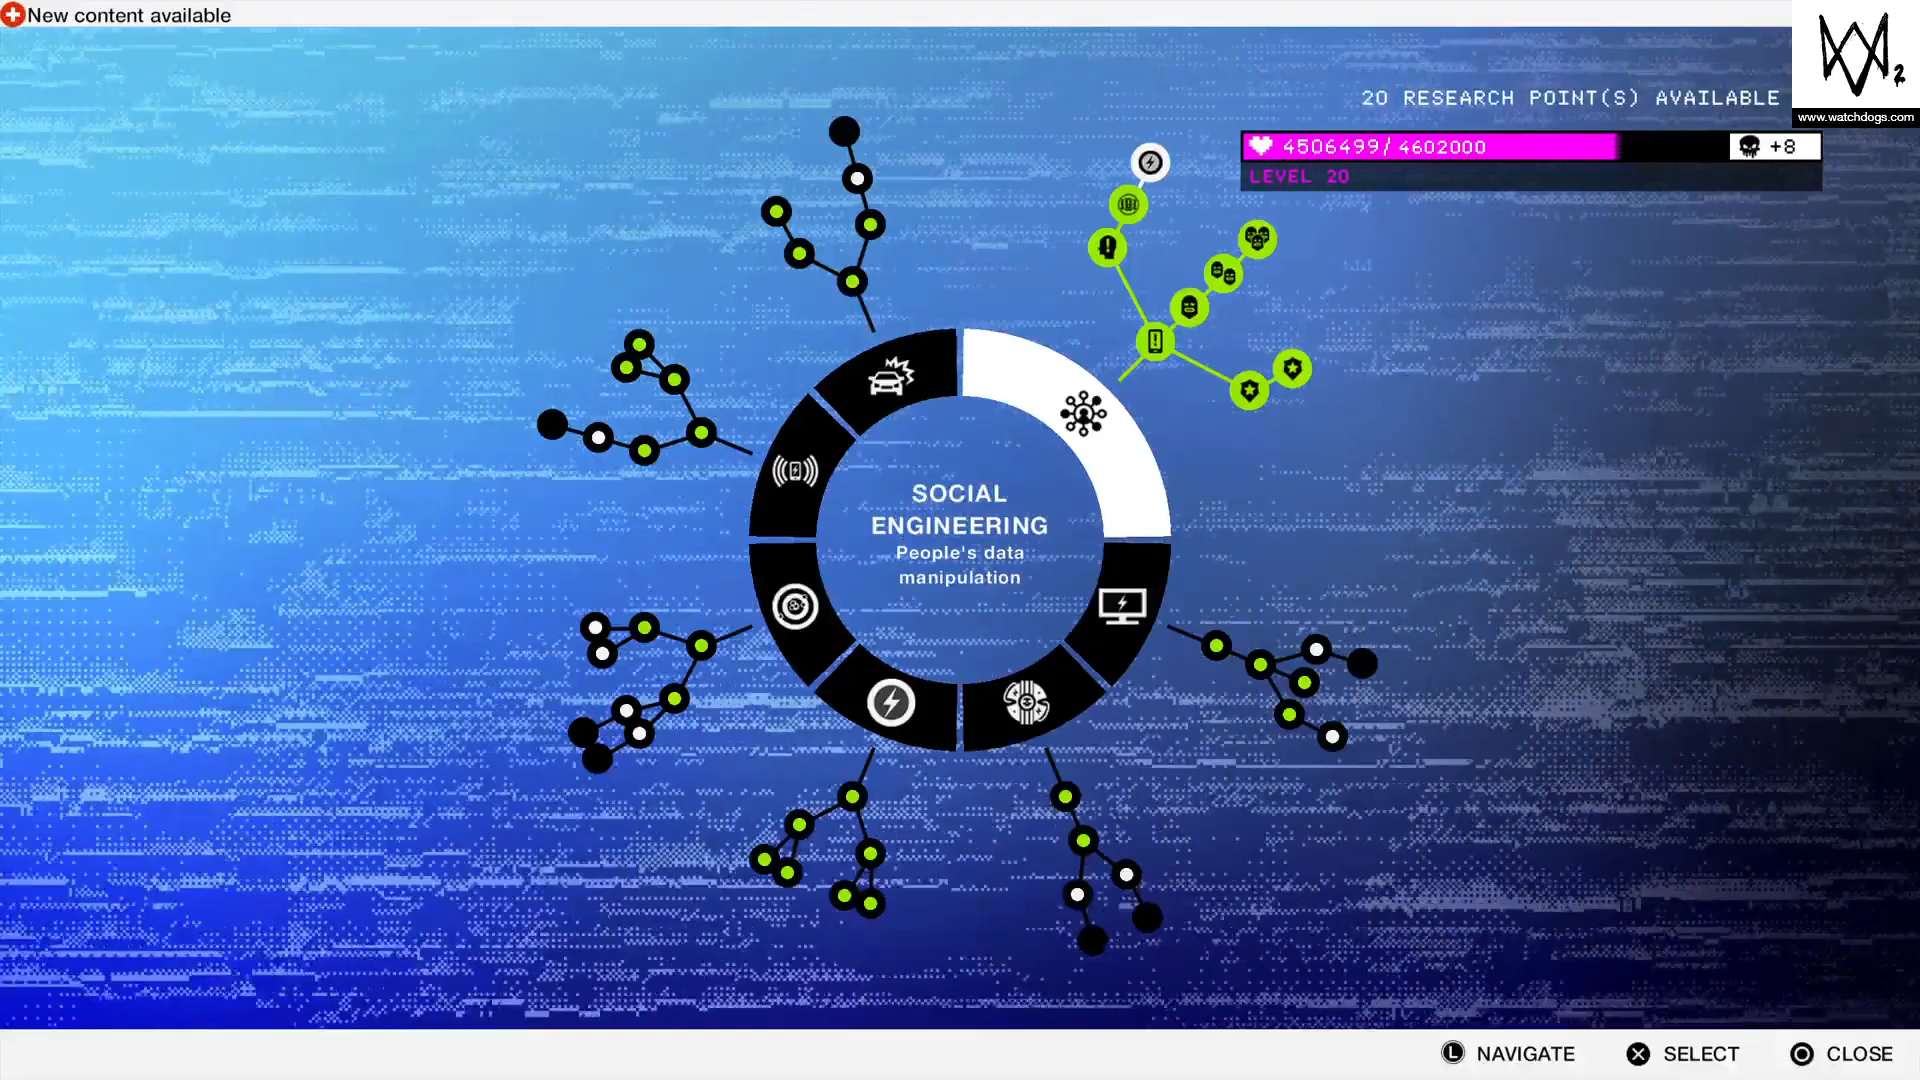 New content available
2
www.watchdogs.com
20 RESEARCH POINT(S) AVAILABLE
4506499/ 4602000
+8
LEVEL 20
SOCIAL
ENGINEERING
People's data
manipulation
L NAVIGATE
SELECT
CLOSE